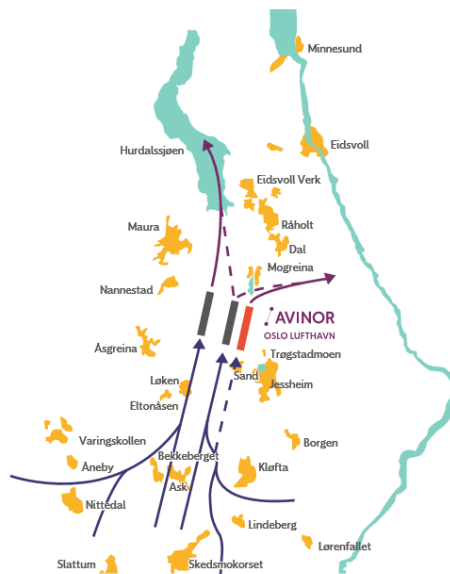 Minnesund
Hurdalssjøen
Eidsvoll
Eidsvoll Verk
Råholt
Maura
Dal
Mogreina
Nannestad
AVINOR
OSLO LUFTHAVN
Åsgreina
Trøgstadmoen
Løken
Sand
Jessheim
Eltonåsen
Varingskollen
Borgen
Bekkeberget
Åneby
Kløfta
Ask
Nittedal
Lindeberg
Lørenfallet
Slattum
Skedsmokorset